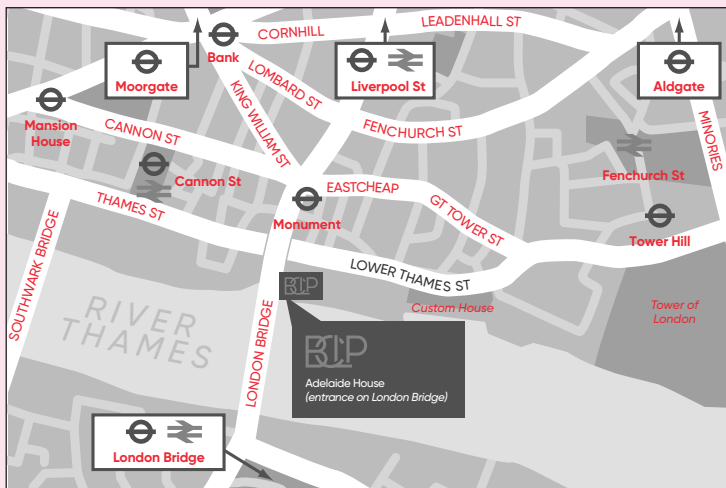 LEADENHALL ST
CORNHILL
Bank
Moorgate
Liverpool St
Aldgate
LOMBARD ST
KING WILLIAM ST
FENCHURCH ST
MINORIES
Mansion
House
CANNON ST
Cannon St
Fenchurch St
EASTCHEAP
GT TOWER ST
Monument
THAMES ST
Tower Hill
LOWER THAMES ST
SOUTHWARK BRIDGE
RIVER
THAMES
LONDON BRIDGE
BCLP
Custom House
Tower of
London
BCLP
Adelaide House
(entrance on London Bridge)
London Bridge